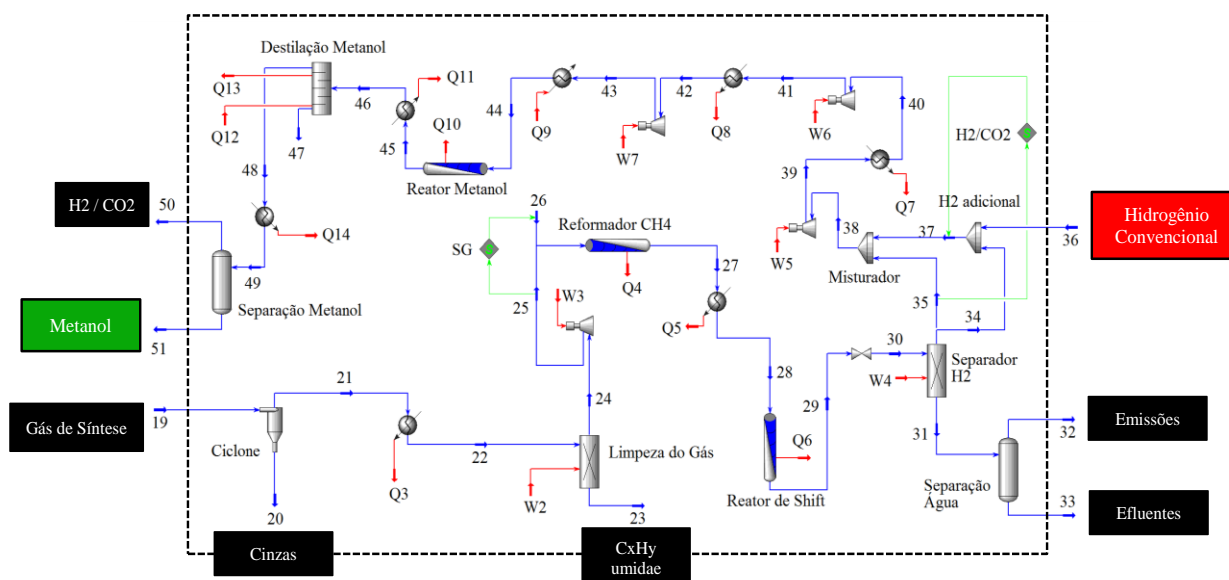 Destilação Metanol
Q13
Q12
46
47
48
Q11
45
Q10
Reator Metanol
44
Q9
43
W7
42
Q8
41
W6
40
39
Q7
W5
H2/CO2
H2 adicional
38
37
36
Hidrogênio
Convencional
Misturador
35
34
H2 / CO2
50
Q14
49
Separação Metanol
Metanol
51
26
SG
25
Reformador CH4
Q4
27
Q5
W3
24
28
29
30
W4
Separador
H2
31
Separação
Água
Emissões
32
33
Efluentes
Gás de Síntese
19
21
Ciclone
20
22
Q3
Limpeza do Gás
W2
23
Q6
Reator de Shift
Cinzas
CxHy
umidae